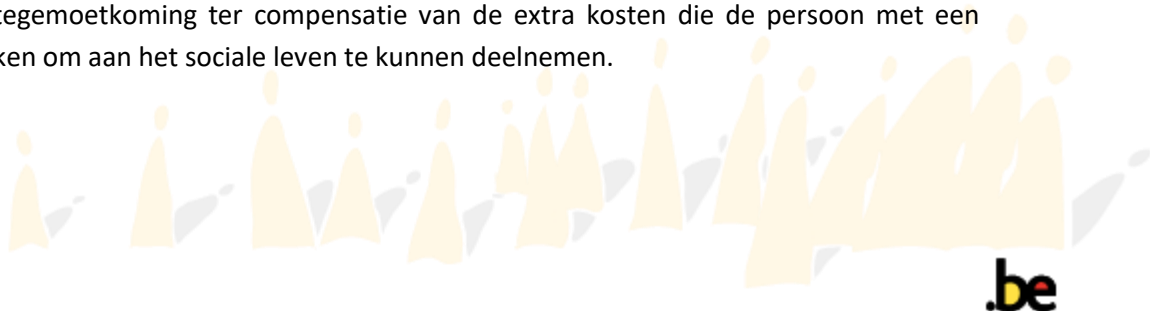 tegemoetkoming ter compensatie van de extra kosten die de persoon met een
ken om aan het sociale leven te kunnen deelnemen.
.be